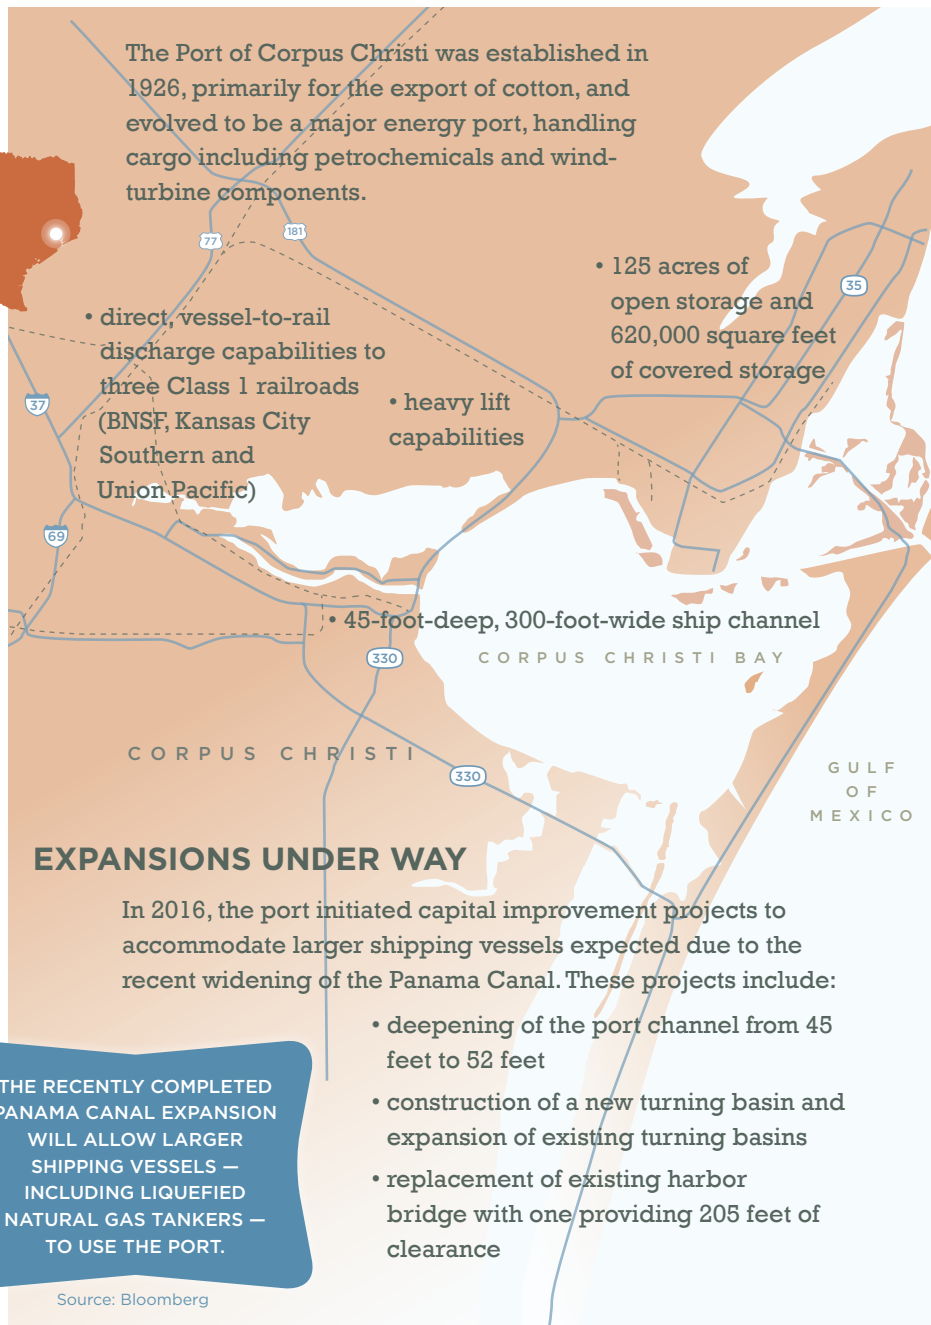 The Port of Corpus Christi was established in
1926, primarily for the export of cotton, and
evolved to be a major energy port, handling
cargo including petrochemicals and wind-
turbine components.
77
181
• 125 acres of
open storage and
620,000 square feet
of covered storage
35
• direct, vessel-to-rail
discharge capabilities to
three Class 1 railroads
(BNSF, Kansas City
Southern and
Union Pacific)
37
• heavy lift
capabilities
69
• 45-foot-deep, 300-foot-wide ship channel
330
CORPUS CHRISTI BAY
CORPUS CHRISTI
330
GULF
OF
MEXICO
EXPANSIONS UNDER WAY
In 2016, the port initiated capital improvement projects to
accommodate larger shipping vessels expected due to the
recent widening of the Panama Canal. These projects include:
• deepening of the port channel from 45
feet to 52 feet
• construction of a new turning basin and
expansion of existing turning basins
• replacement of existing harbor
bridge with one providing 205 feet of
clearance
THE RECENTLY COMPLETED
PANAMA CANAL EXPANSION
WILL ALLOW LARGER
SHIPPING VESSELS —
INCLUDING LIQUEFIED
NATURAL GAS TANKERS —
TO USE THE PORT.
Source: Bloomberg